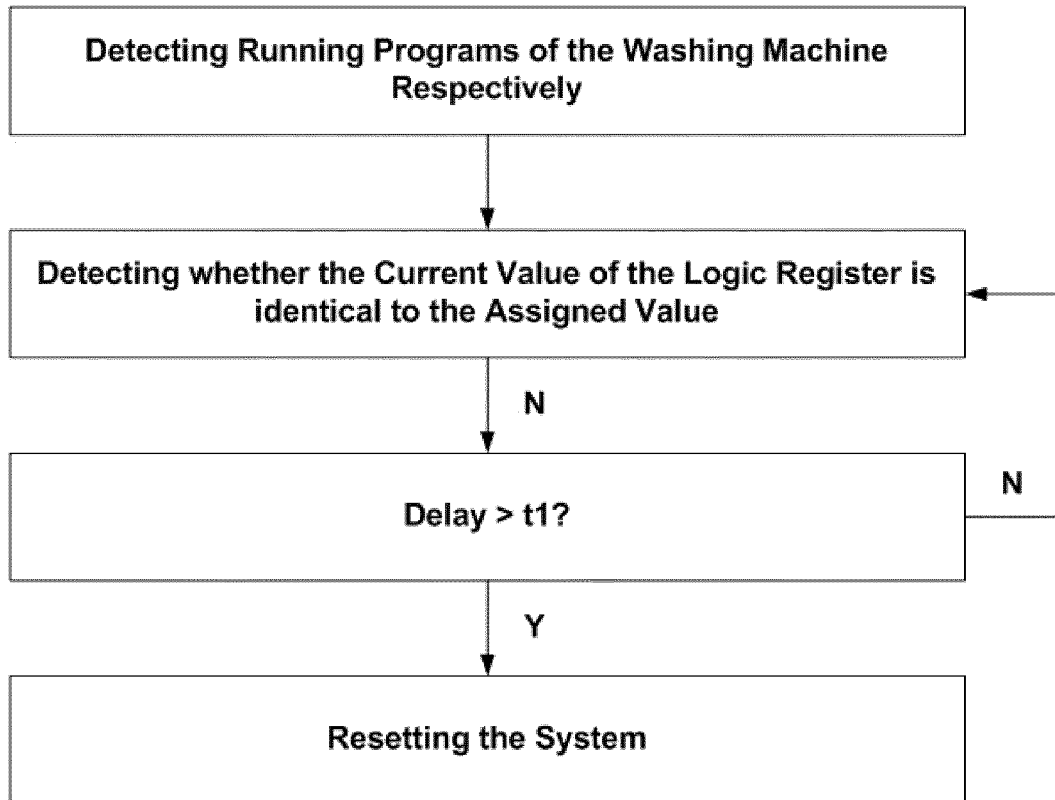 Detecting Running Programs of the Washing Machine
Respectively
Detecting whether the Current Value of the Logic Register is
identical to the Assigned Value
N
Delay > t1?
N
Y
Resetting the System